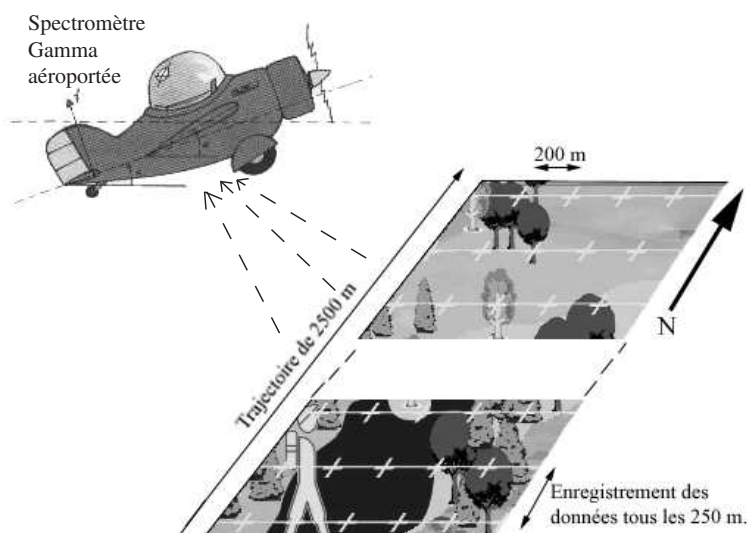 Spectromètre
Gamma
aéroportée
200 m
Trajectoire de 2500 m
N
Enregistrement des
données tous les 250 m.